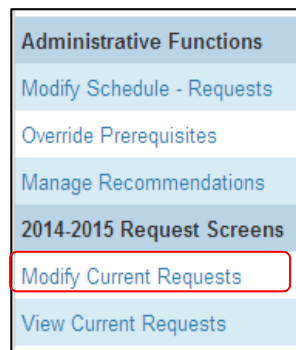 Administrative Functions
Modify Schedule - Requests
Override Prerequisites
Manage Recommendations
2014-2015 Request Screens
Modify Current Requests
View Current Requests